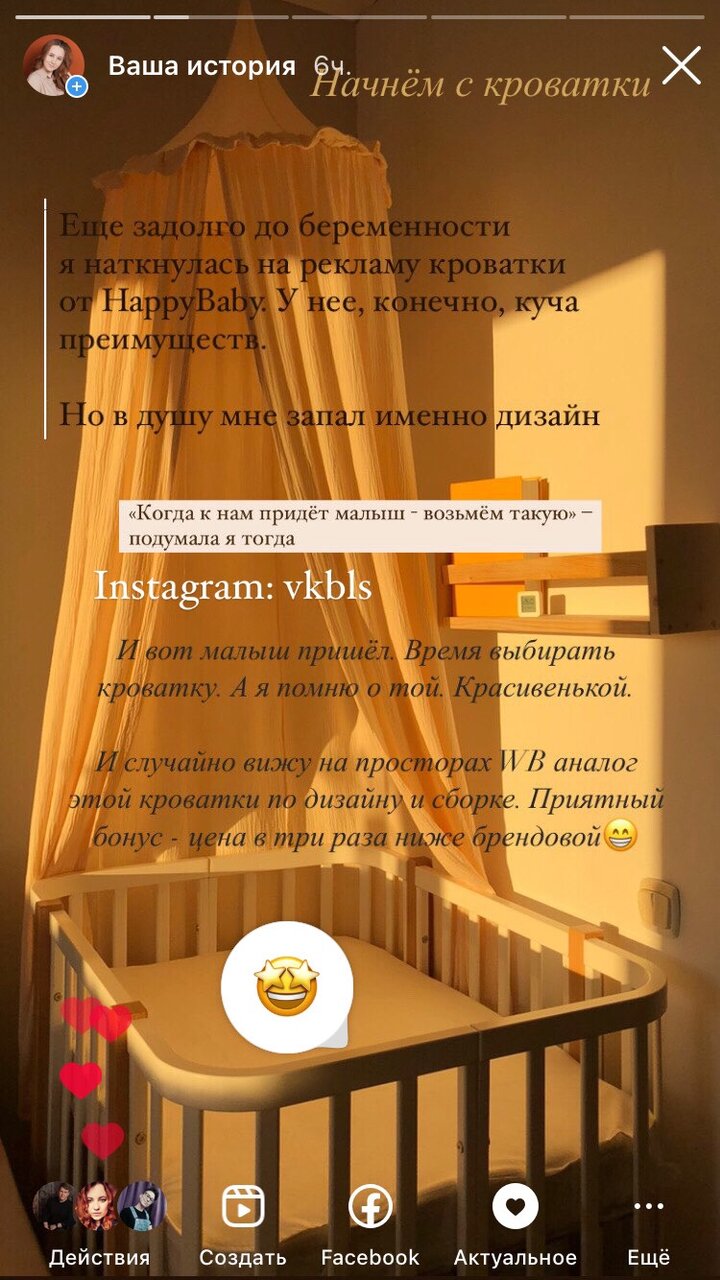 Ваша история 6ч.
Начнём с кроватки
Еще задолго до беременности
я наткнулась на рекламу кроватки
от HappyBaby. У нее, конечно, куча
преимуществ.
Но в душу мне запал именно дизайн
«Когда к нам придёт малыш - возьмём такую» –
подумала я тогда
Instagram: vkbls
И вот малыш пришёл. Время выбирать
кроватку. А я помню о той. Красивенькой.
И случайно вижу на просторах WB аналог
этой кроватки по дизайну и сборке. Приятный
бонус - цена в три раза ниже брендовой😁
Действия
Создать
Facebook
Актуальное
Ещё